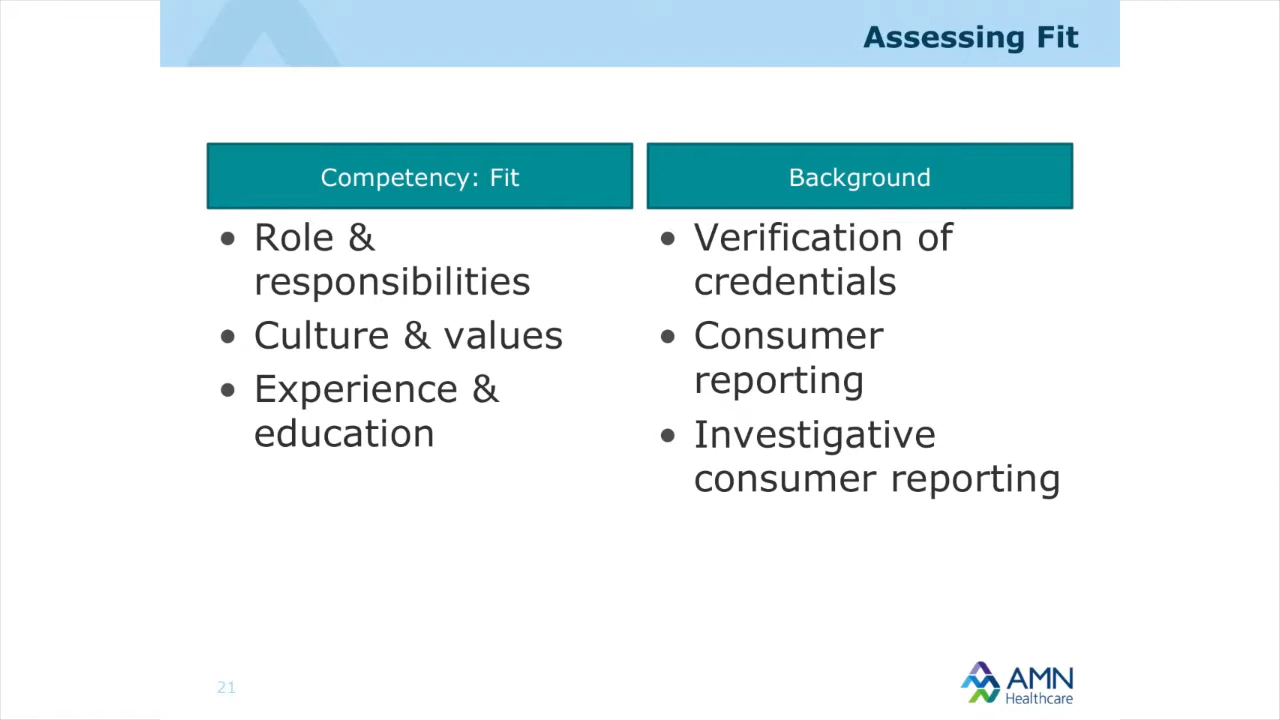 Assessing Fit
Competency: Fit
• Role &
responsibilities
• Culture & values
• Experience &
education
Background
• Verification of
credentials
• Consumer
reporting
• Investigative
consumer reporting
21
AMN
Healthcare